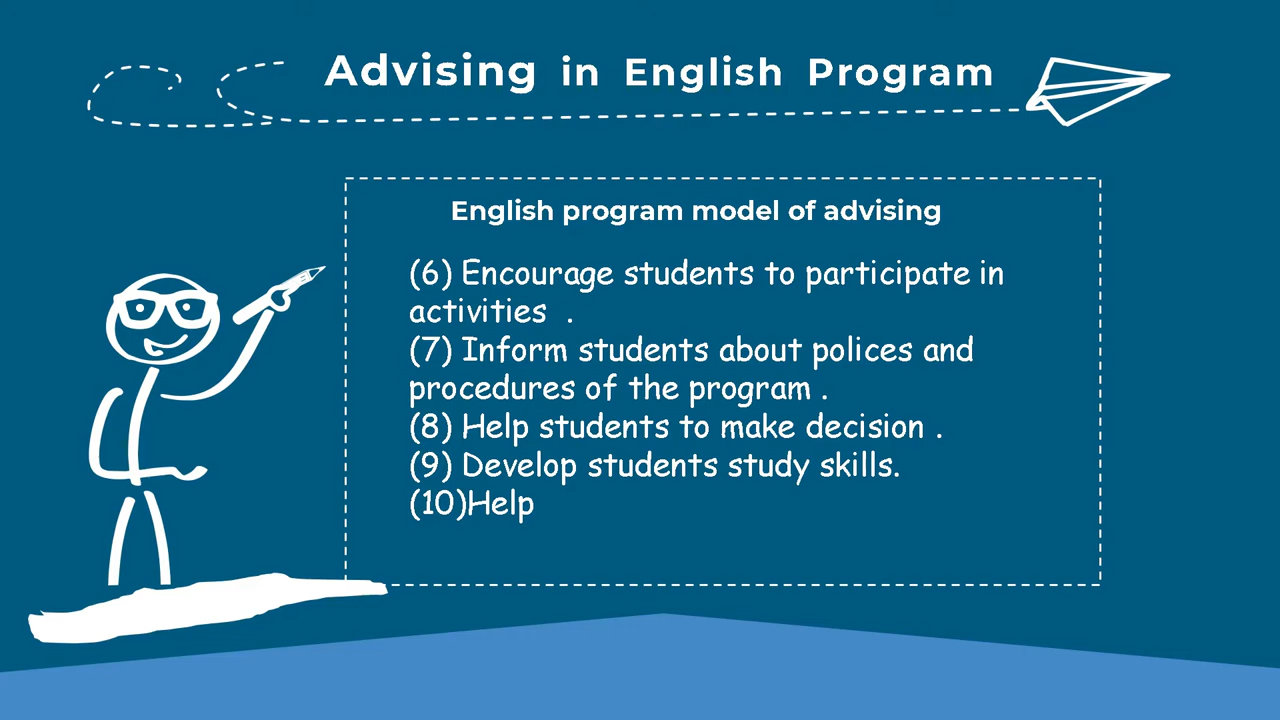 Advising in English Program
English program model of advising
(6) Encourage students to participate in
activities .
(7) Inform students about polices and
procedures of the program .
(8) Help students to make decision .
(9) Develop students study skills.
(10)Help